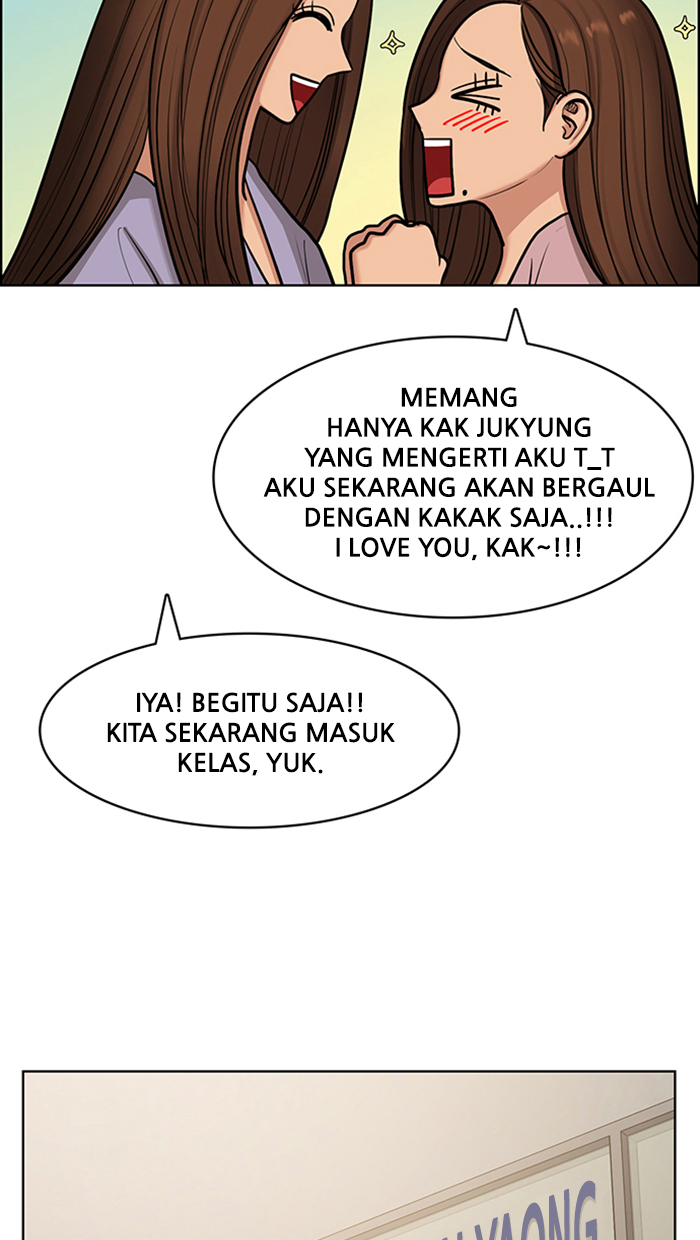 MEMANG
HANYA KAK JUKYUNG
YANG MENGERTI AKU T_T
AKU SEKARANG AKAN BERGAUL
DENGAN KAKAK SAJA..!!!
I LOVE YOU, KAK~!!!
IYA! BEGITU SAJA!!
KITA SEKARANG MASUK
KELAS, YUK.
YAONG